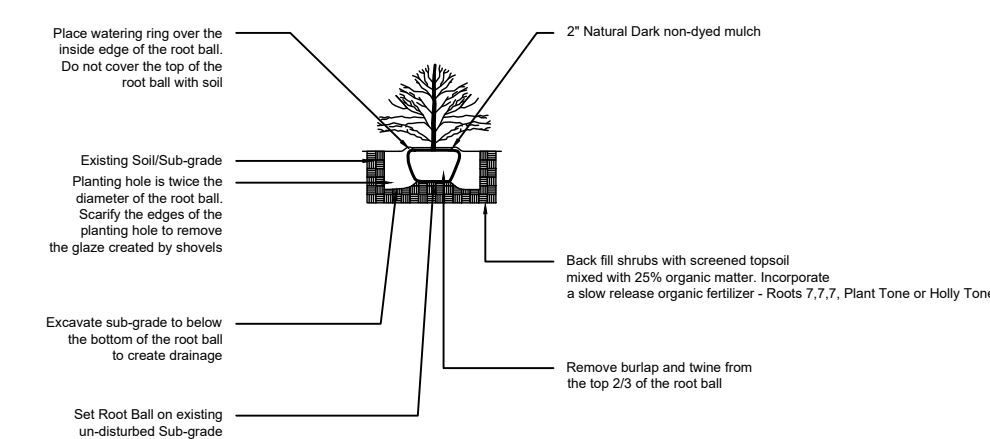 Place watering ring over the
inside edge of the root ball.
Do not cover the top of the
root ball with soil
2" Natural Dark non-dyed mulch
Existing Soil/Sub-grade
Planting hole is twice the
diameter of the root ball.
Scarify the edges of the
planting hole to remove
the glaze created by shovels
Back fill shrubs with screened topsoil
mixed with 25% organic matter. Incorporate
a slow release organic fertilizer - Roots 7,7,7, Plant Tone or Holly Tone
Excavate sub-grade to below
the bottom of the root ball
to create drainage
Remove burlap and twine from
the top 2/3 of the root ball
Set Root Ball on existing
un-disturbed Sub-grade